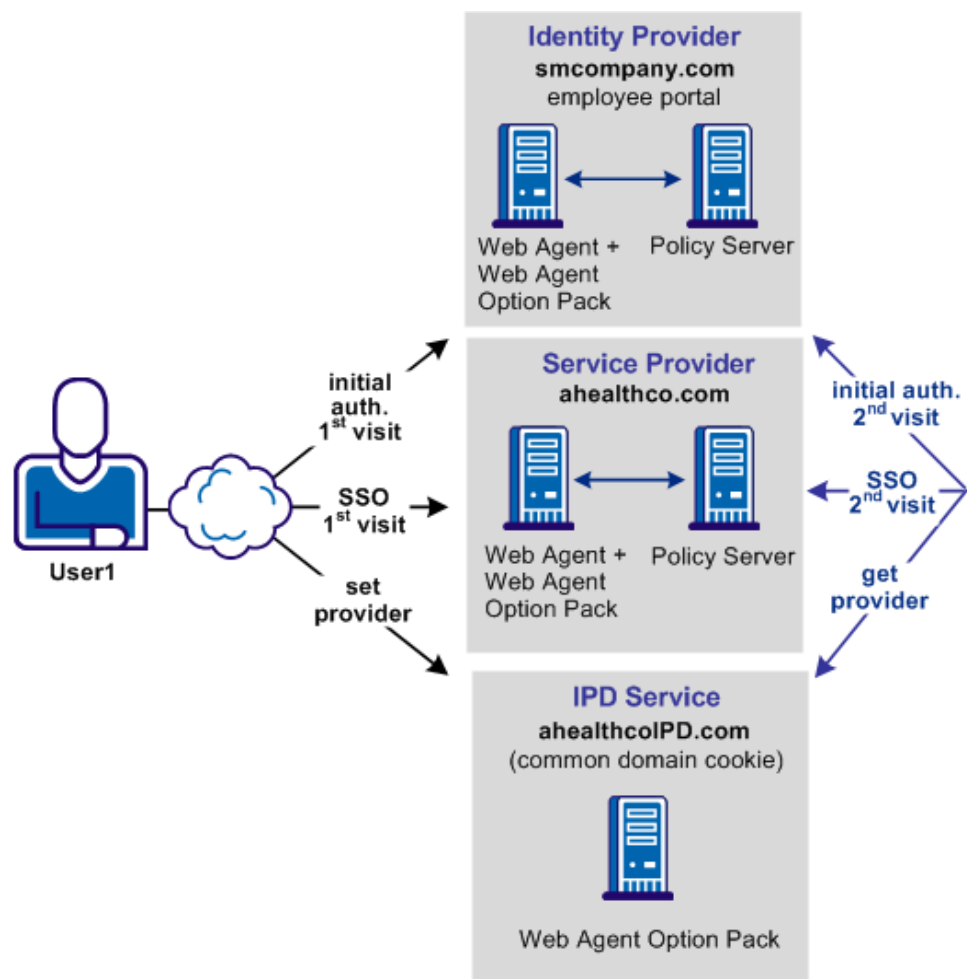 Identity Provider
smcompany.com
employee portal
Web Agent +
Web Agent
Option Pack
Policy Server
Service Provider
ahealthco.com
Web Agent +
Web Agent
Option Pack
Policy Server
IPD Service
ahealthcoIPD.com
(common domain cookie)
Web Agent Option Pack
User1
initial
auth.
1st visit
SSO
1st visit
set
provider
initial auth.
2nd visit
SSO
2nd visit
get
provider